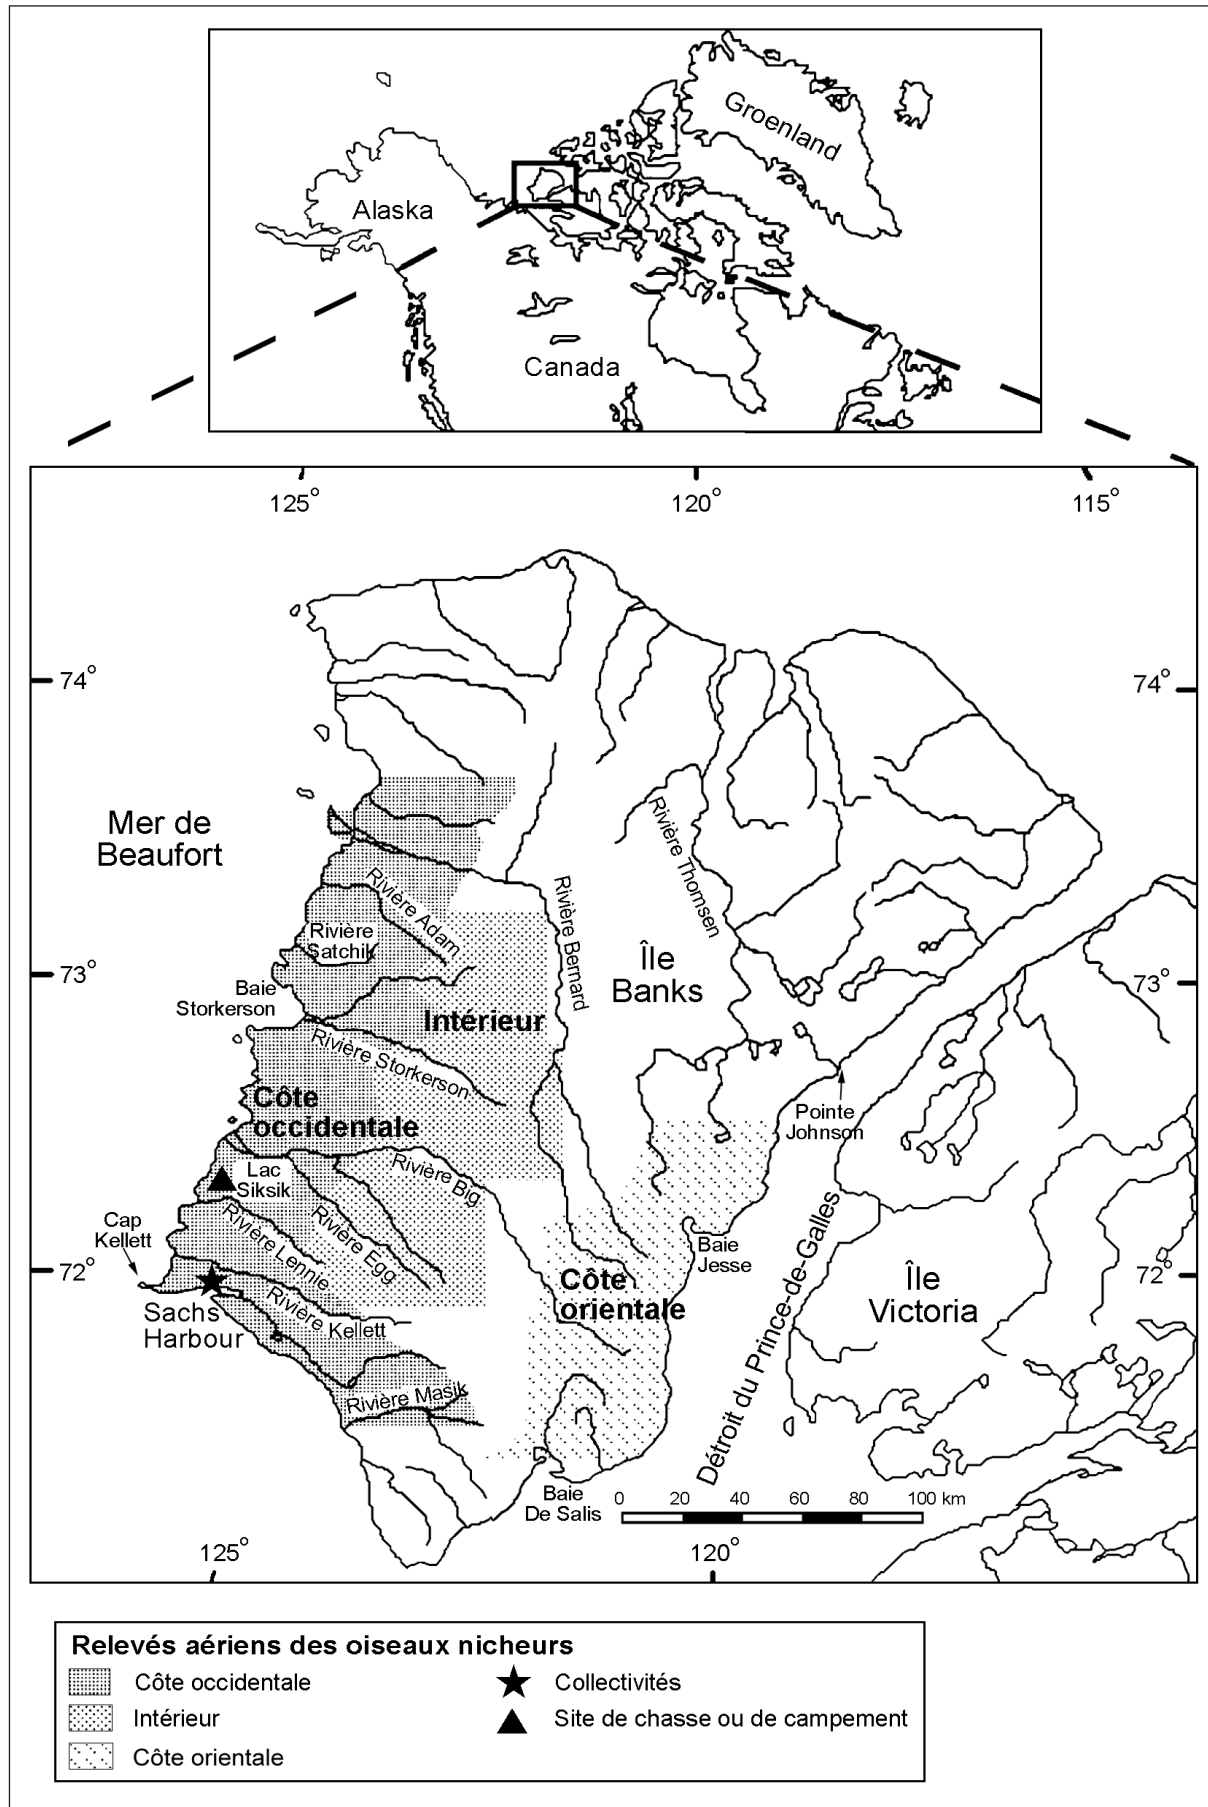 Groenland
Alaska
Canada
125°
120°
115°
74°
74°
Mer de
Beaufort
Rivière Thomsen
Rivière Adam
Rivière Bernard
Rivière
Satchik
Île
Banks
73°
73°
Baie
Storkerson
Intérieur
Rivière Storkerson
Côte
occidentale
Pointe
Johnson
Lac
Siksik
Rivière Big
Cap
Kellett
Rivière Lennie
Rivière Egg
Baie
Jesse
Détroit du Prince-de-Galles
72°
72°
Côte
orientale
Île
Victoria
Sachs
Harbour
Rivière Kellett
Rivière Masik
Baie
De Salis
0 20 40 60 80 100 km
125°
120°
Relevés aériens des oiseaux nicheurs
Côte occidentale
Collectivités
Intérieur
Site de chasse ou de campement
Côte orientale